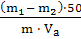 (m₁ − m₂)·50
m · Vₐ